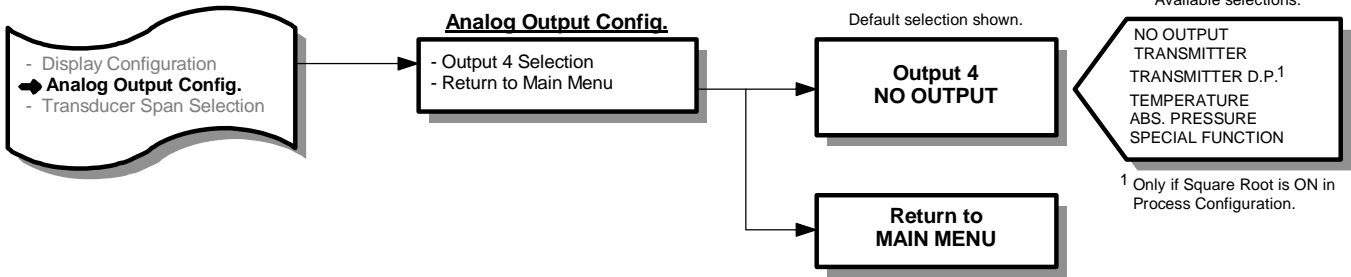 - Display Configuration
Analog Output Config.
- Transducer Span Selection
Analog Output Config.
- Output 4 Selection
- Return to Main Menu
Default selection shown.
Output 4
NO OUTPUT
Return to
MAIN MENU
Available selections.
NO OUTPUT
TRANSMITTER
TRANSMITTER D.P.1
TEMPERATURE
ABS. PRESSURE
SPECIAL FUNCTION
1 Only if Square Root is ON in
Process Configuration.